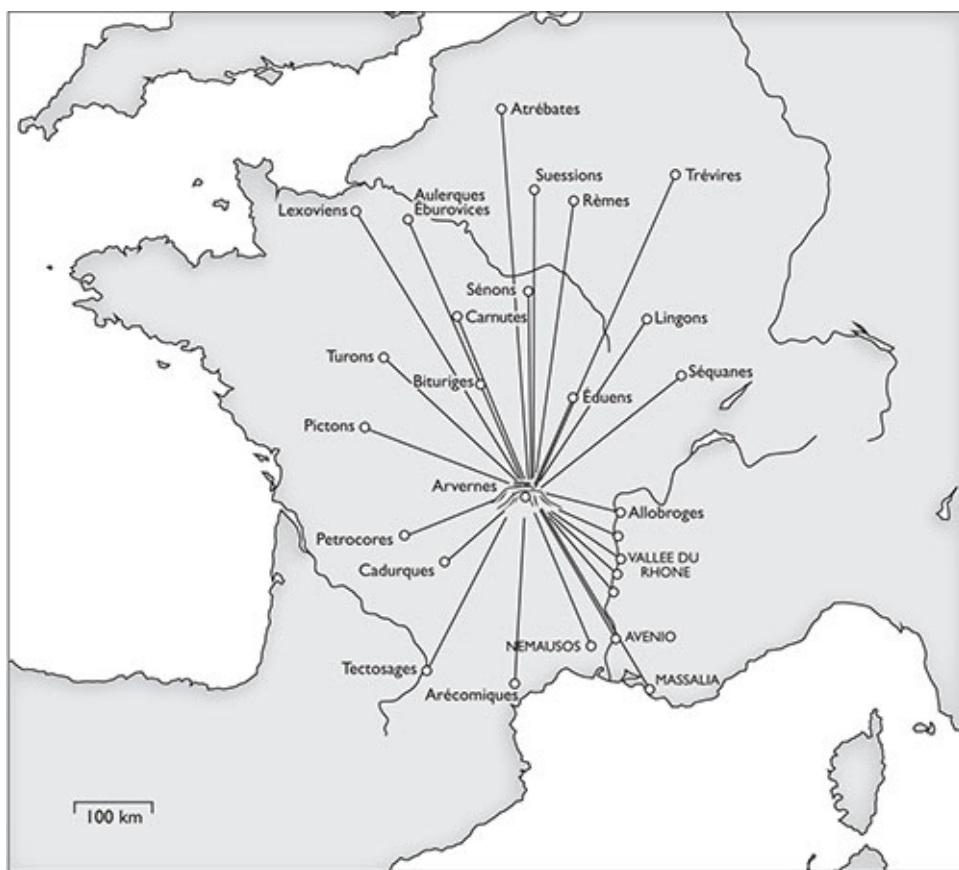 Atrébates
Suessions
Trévires
Rèmes
Aulerques
Éburovices
Lexoviens
Sénons
Carnutes
Lingons
Turons
Bituriges
Séquanes
Éduens
Pictons
Arvernes
Allobroges
Petrocores
Cadurques
VALLEE DU
RHONE
NEMAUSOS
AVENIO
Tectosages
MASSALIA
Arécomiques
100 km